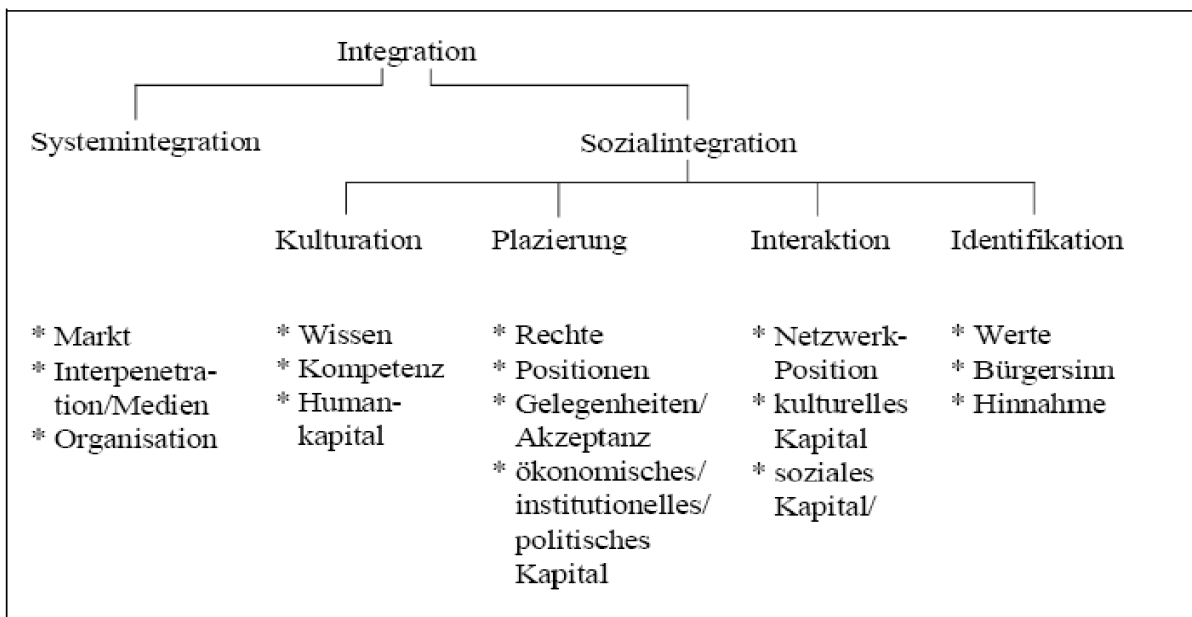 Integration
Systemintegration
Sozialintegration
Kulturation
Plazierung
Interaktion
Identifikation
* Markt
* Interpenetra-
tion/Medien
* Organisation
* Wissen
* Kompetenz
* Human-
kapital
* Rechte
* Positionen
* Gelegenheiten/
Akzeptanz
* ökonomisches/
institutionelles/
politisches
Kapital
* Netzwerk-
Position
* kulturelles
Kapital
* soziales
Kapital/
* Werte
* Bürgersinn
* Hinnahme